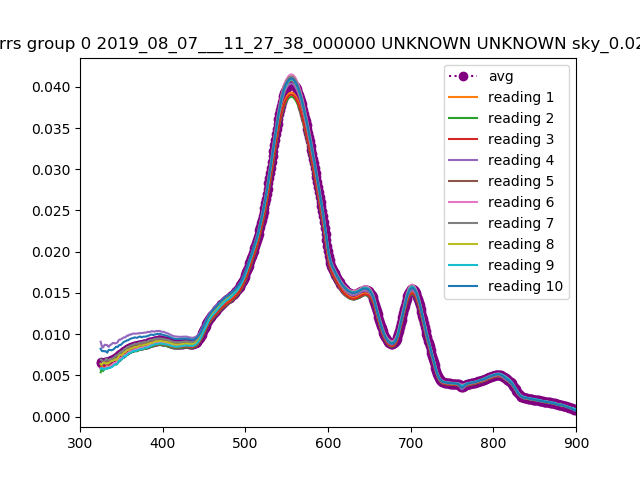 rrs group 0 2019_08_07___11_27_38_000000 UNKNOWN UNKNOWN sky_0.02
avg
reading 1
reading 2
reading 3
reading 4
reading 5
reading 6
reading 7
reading 8
reading 9
reading 10
0.040
0.035
0.030
0.025
0.020
0.015
0.010
0.005
0.000
300 400 500 600 700 800 900